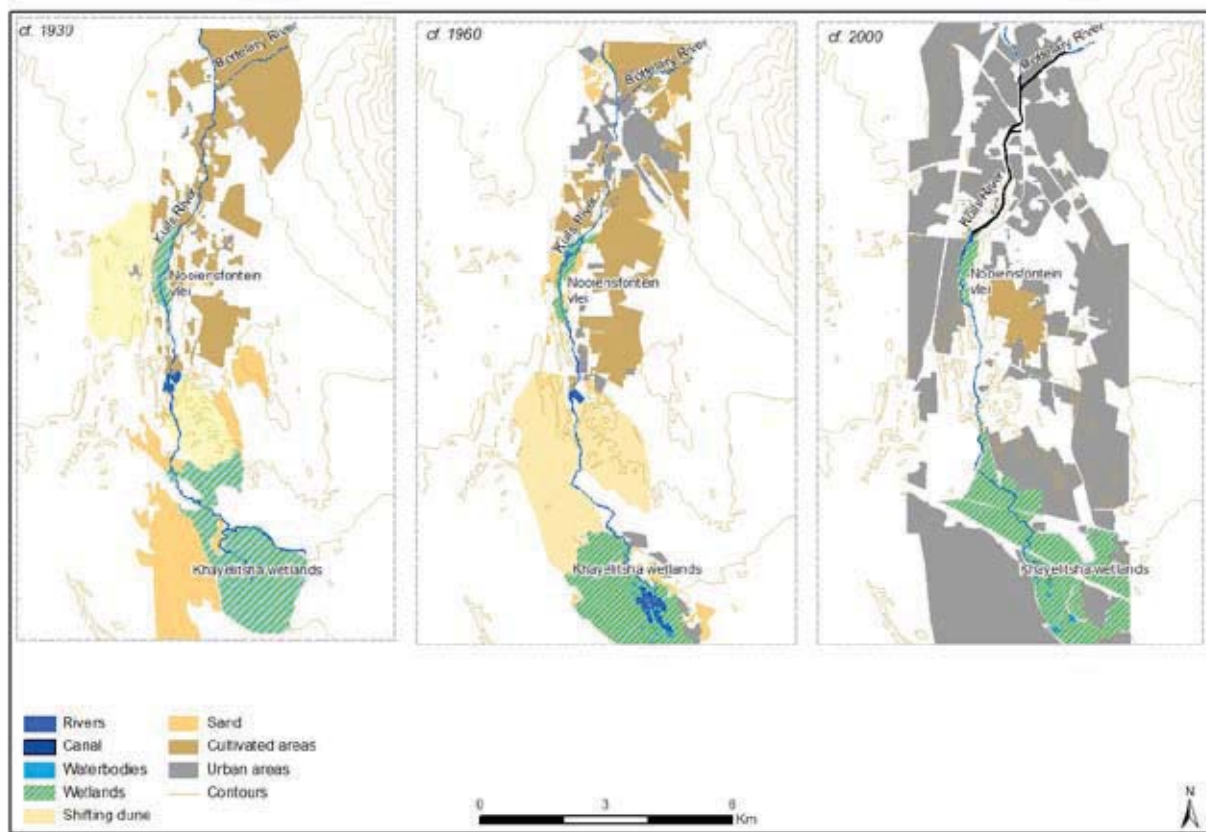 cf. 1930
Bottelary River
Kuils River
Nooiensfontein
vlei
Khayelitsha wetlands
cf. 1960
Bottelary River
Kuils River
Nooiensfontein
vlei
Khayelitsha wetlands
cf. 2000
Bottelary River
Kuils River
Nooiensfontein
vlei
Khayelitsha wetlands
Rivers
Canal
Waterbodies
Wetlands
Shifting dune
Sand
Cultivated areas
Urban areas
Contours
0 3 6
Km
N